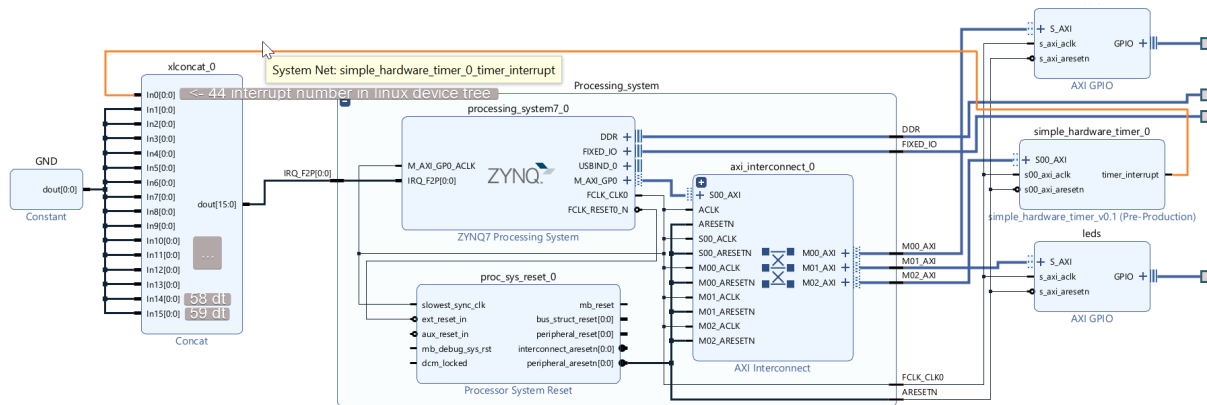 S_AXI
s_axi_aclk
s_axi_aresetn
GPIO
AXI GPIO
System Net: simple_hardware_timer_0_timer_interrupt
xlconcat_0
In0[0:0]
<- 44 interrupt number in linux device tree
In1[0:0]
In2[0:0]
In3[0:0]
In4[0:0]
In5[0:0]
In6[0:0]
In7[0:0]
In8[0:0]
In9[0:0]
In10[0:0]
In11[0:0]
In12[0:0]
In13[0:0]
In14[0:0]
58 dt
In15[0:0]
59 dt
...
dout[15:0]
Concat
GND
dout[0:0]
Constant
IRQ_F2P[0:0]
Processing_system
processing_system7_0
M_AXI_GP0_ACLK
IRQ_F2P[0:0]
ZYNQ
DDR
FIXED_IO
USBIND_0
M_AXI_GP0
FCLK_CLK0
FCLK_RESET0_N
ZYNQ7 Processing System
proc_sys_reset_0
slowest_sync_clk
ext_reset_in
aux_reset_in
mb_debug_sys_rst
dcm_locked
mb_reset
bus_struct_reset[0:0]
peripheral_reset[0:0]
interconnect_aresetn[0:0]
peripheral_aresetn[0:0]
Processor System Reset
axi_interconnect_0
S00_AXI
ACLK
ARESETN
S00_ACLK
S00_ARESETN
M00_ACLK
M00_ARESETN
M01_ACLK
M01_ARESETN
M02_ACLK
M02_ARESETN
M00_AXI
M01_AXI
M02_AXI
AXI Interconnect
DDR
FIXED_IO
M00_AXI
M01_AXI
M02_AXI
FCLK_CLK0
ARESETN
simple_hardware_timer_0
S00_AXI
s00_axi_aclk
s00_axi_aresetn
timer_interrupt
simple_hardware_timer_v0.1 (Pre-Production)
leds
S_AXI
s_axi_aclk
s_axi_aresetn
GPIO
AXI GPIO